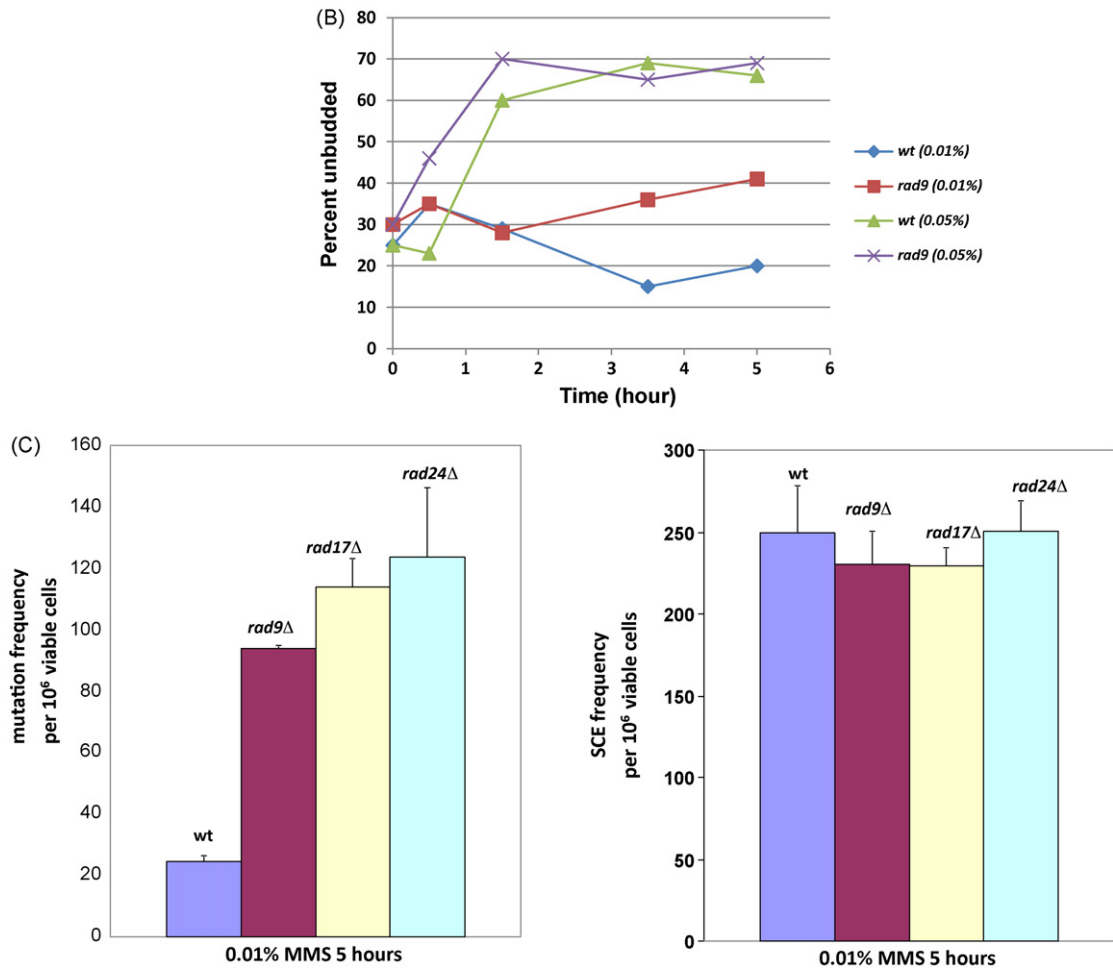 (B)
80
70
60
50
40
30
20
10
0
Percent unbudded
0 1 2 3 4 5 6
Time (hour)
wt (0.01%)
rad9 (0.01%)
wt (0.05%)
rad9 (0.05%)
(C)
160
140
120
100
80
60
40
20
0
mutation frequency
per 10⁶ viable cells
wt
rad9Δ
rad17Δ
rad24Δ
0.01% MMS 5 hours
300
250
200
150
100
50
0
SCE frequency
per 10⁶ viable cells
wt
rad9Δ
rad17Δ
rad24Δ
0.01% MMS 5 hours